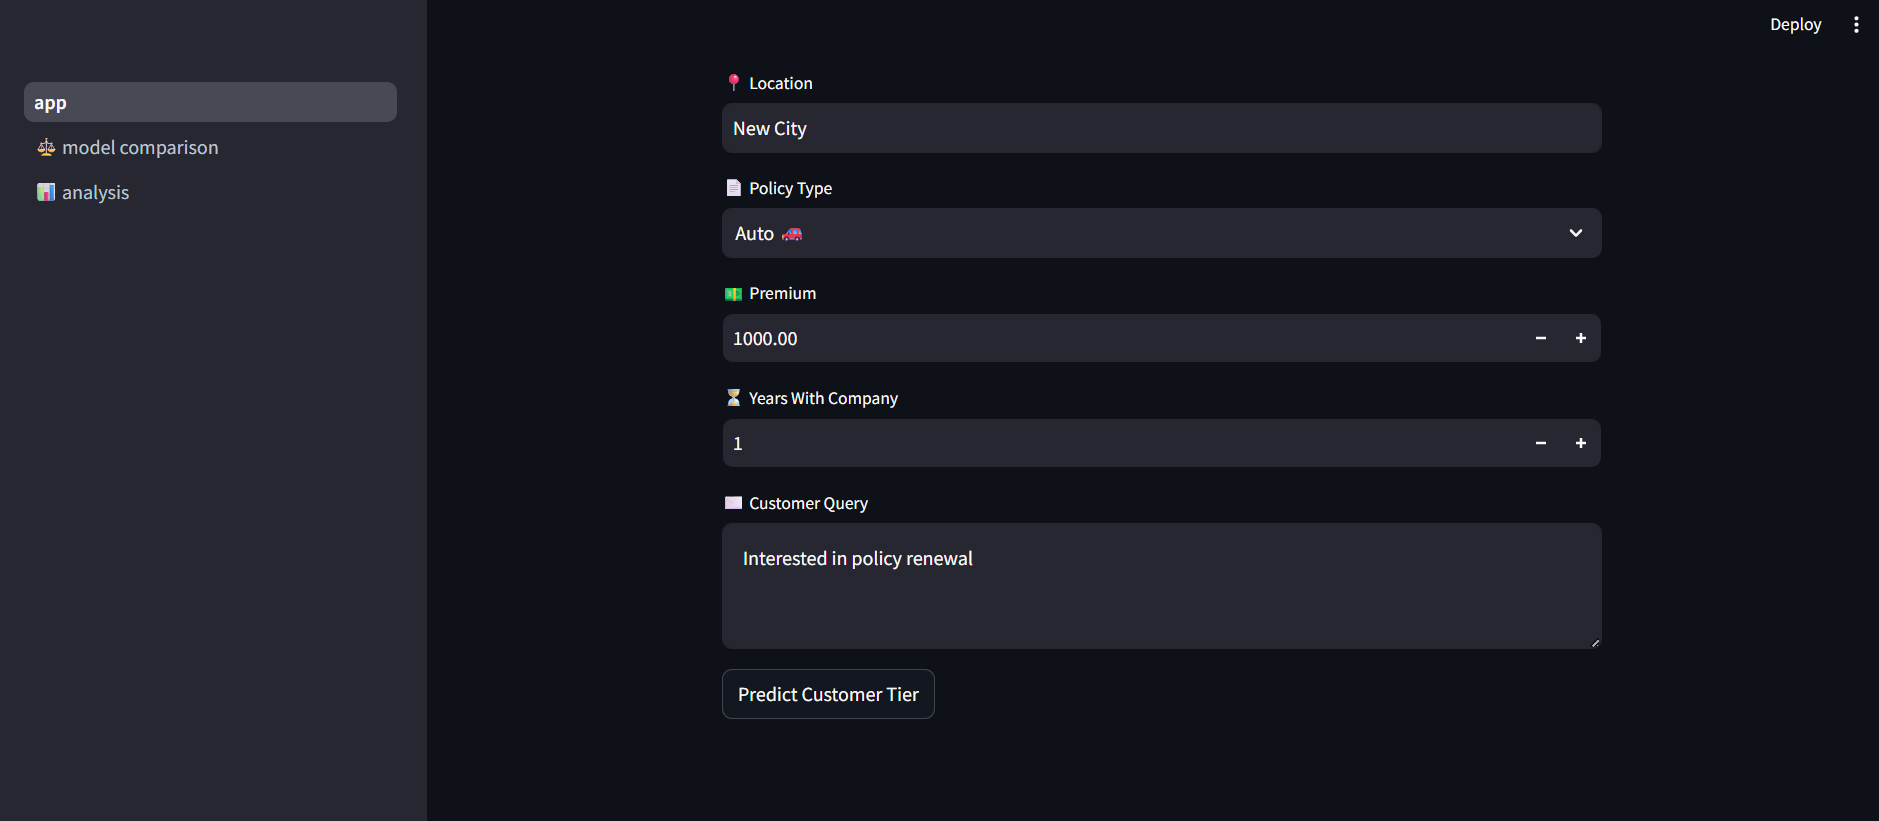 Deploy
app
model comparison
analysis
Location
New City
Policy Type
Auto
Premium
1000.00
Years With Company
1
Customer Query
Interested in policy renewal
Predict Customer Tier